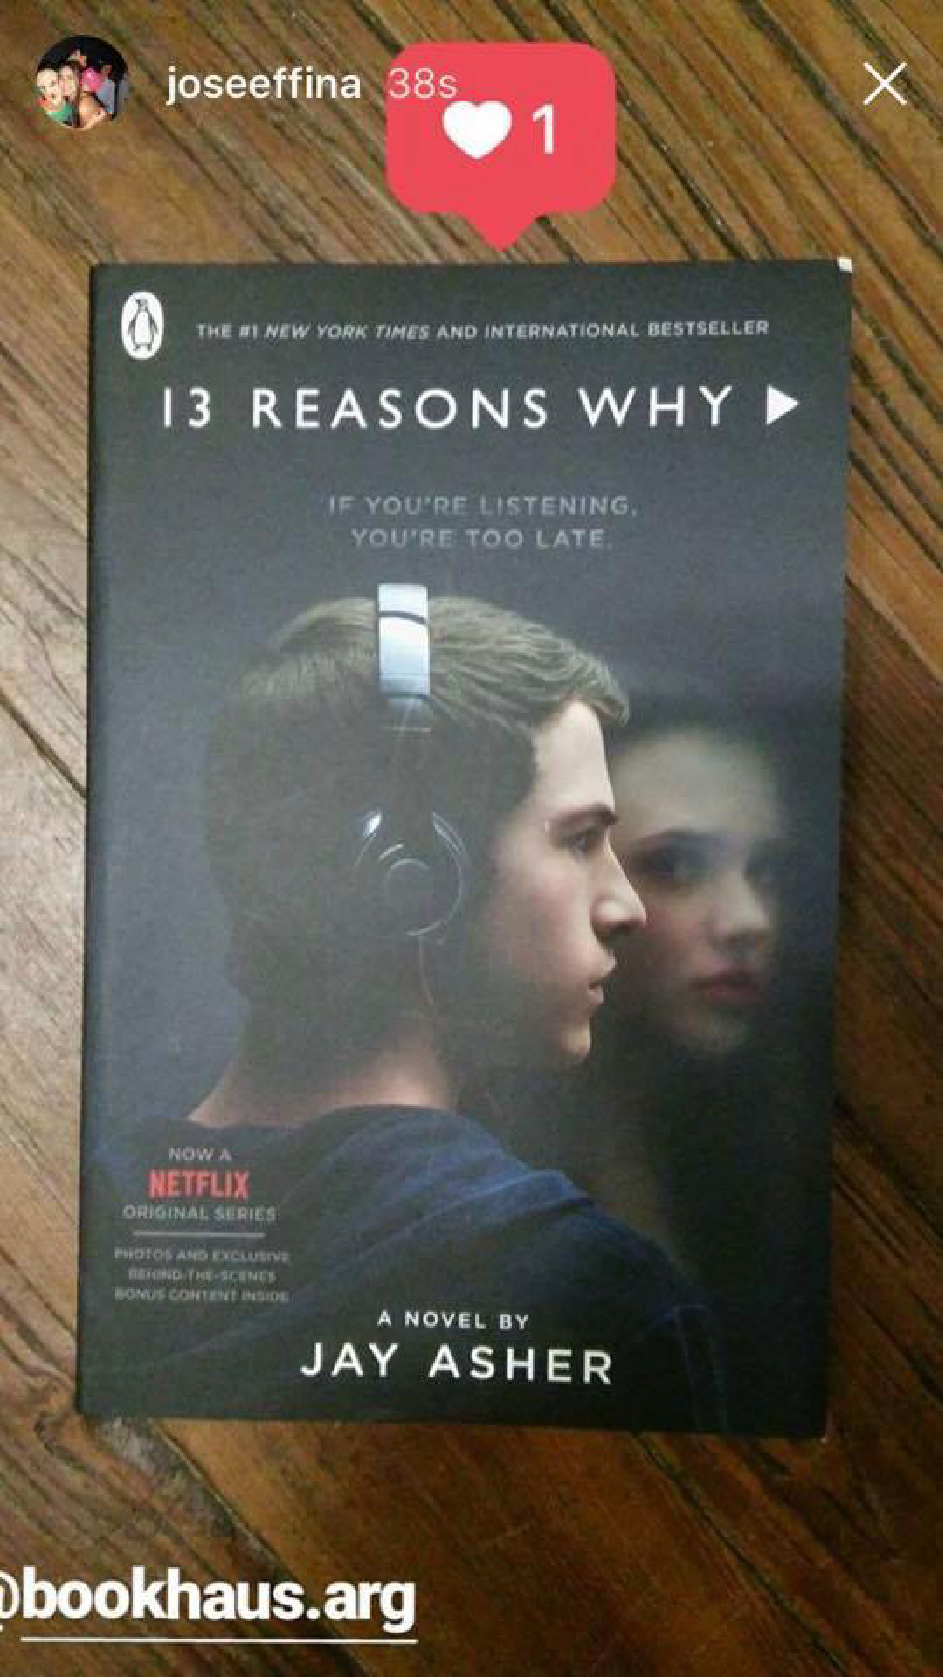 joseeffina 38s
1
THE #1 NEW YORK TIMES AND INTERNATIONAL BESTSELLER
13 REASONS WHY
IF YOU'RE LISTENING,
YOU'RE TOO LATE.
NOW A
NETFLIX
ORIGINAL SERIES
PHOTOS AND EXCLUSIVE
BEHIND-THE-SCENES
BONUS CONTENT INSIDE
A NOVEL BY
JAY ASHER
@bookhaus.arg